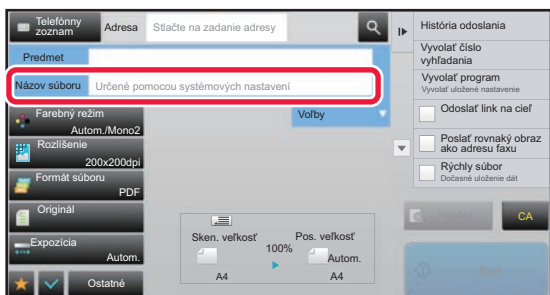 Telefónny
zoznam
Adresa
Stlačte na zadanie adresy
Predmet
Názov súboru
Určené pomocou systémových nastavení
Farebný režim
Autom./Mono2
Rozlíšenie
200x200dpi
Formát súboru
PDF
Originál
Expozícia
Autom.
Ostatné
Voľby
Sken. veľkosť
100%
Pos. veľkosť
Autom.
A4
A4
História odoslania
Vyvolať číslo
vyhľadania
Vyvolať program
Vyvolať uložené nastavenie
Odoslať link na cieľ
Poslať rovnaký obraz
ako adresu faxu
Rýchly súbor
Dočasné uloženie dát
CA
Štart